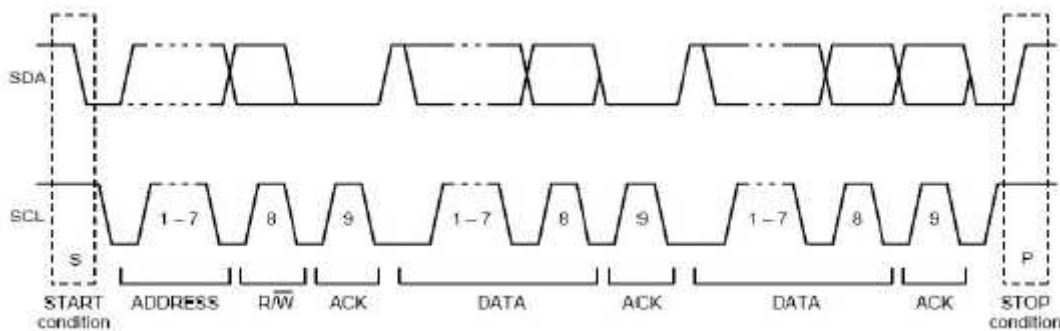 SDA
SCL
1 – 7 8 9 1 – 7 8 9 1 – 7 8 9
S P
START ADDRESS R/W̅ ACK DATA ACK DATA ACK STOP
condition condition